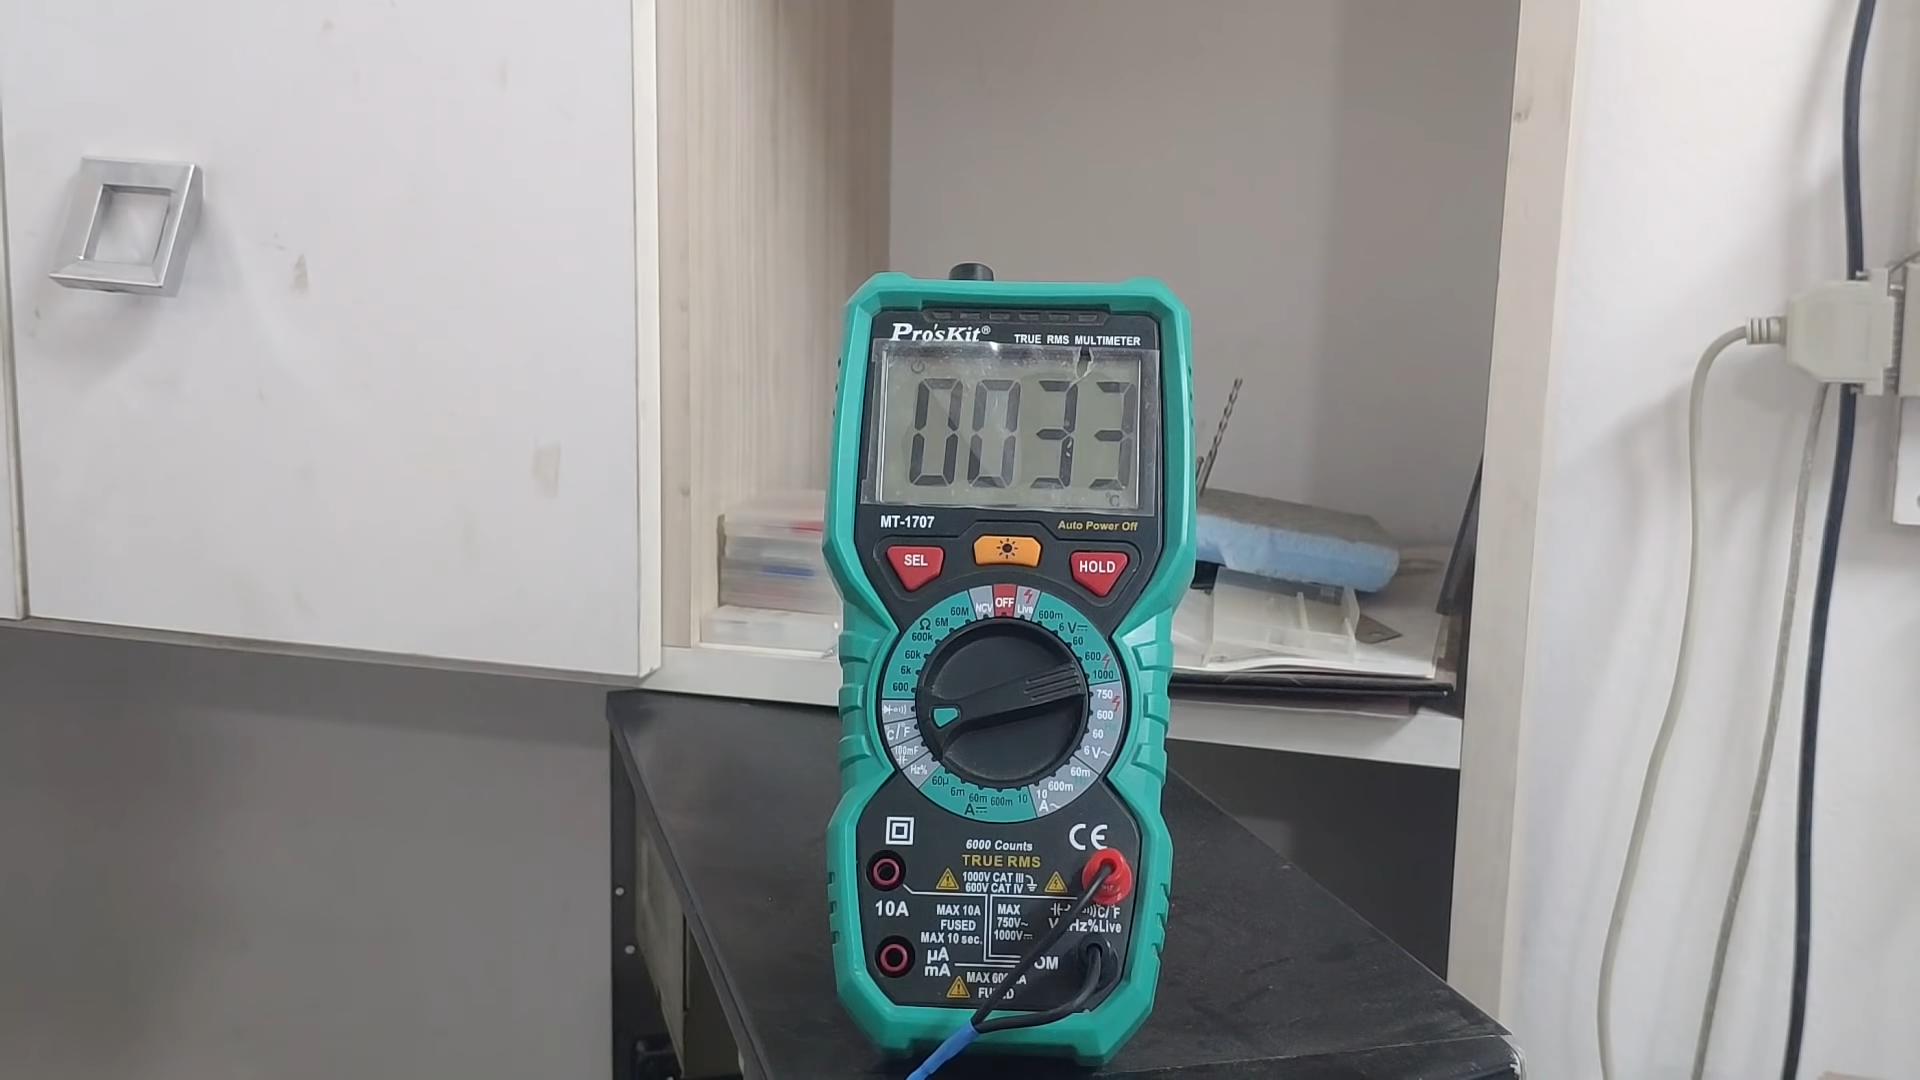 Pro'sKit® TRUE RMS MULTIMETER
0033
°C
MT-1707 Auto Power Off
SEL HOLD
NCV OFF Live
60M 600m
Ω 6M 6 V
600k 60
60k 600
6k 1000
600 750
600
°C/°F 60
100mF 6 V~
Hz% 60m
60μ 600m
6m 60m 600m 10 10
A A~
CE
6000 Counts
TRUE RMS
1000V CAT III
600V CAT IV
10A
MAX 10A
FUSED
MAX 10 sec.
MAX
750V~
1000V
°C/°F
Hz%Live
μA
mA
FUSED